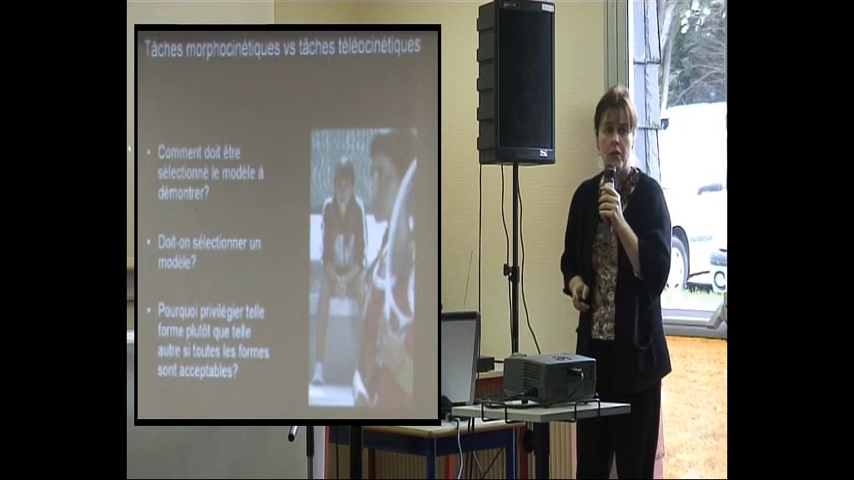 Tâches morphocinétiques vs tâches téléocinétiques
• Comment doit être
sélectionné le modèle à
démontrer?
• Doit-on sélectionner un
modèle?
• Pourquoi privilégier telle
forme plutôt que telle
autre si toutes les formes
sont acceptables?